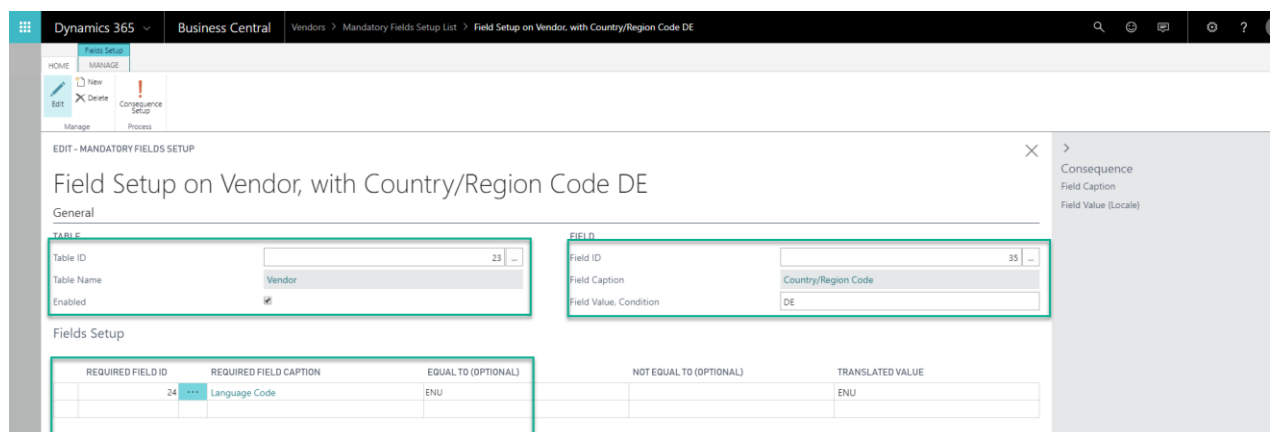 Dynamics 365 Business Central Vendors > Mandatory Fields Setup List > Field Setup on Vendor, with Country/Region Code DE ?
Fields Setup
HOME MANAGE
Edit New Delete Consequence Setup
Manage Process
EDIT - MANDATORY FIELDS SETUP
Field Setup on Vendor, with Country/Region Code DE
General
TABLE FIELD
Table ID 23 ... Field ID 35 ...
Table Name Vendor Field Caption Country/Region Code
Enabled Field Value, Condition DE
Fields Setup
REQUIRED FIELD ID REQUIRED FIELD CAPTION EQUAL TO (OPTIONAL) NOT EQUAL TO (OPTIONAL) TRANSLATED VALUE
24 ... Language Code ENU ENU
Consequence
Field Caption
Field Value (Locale)